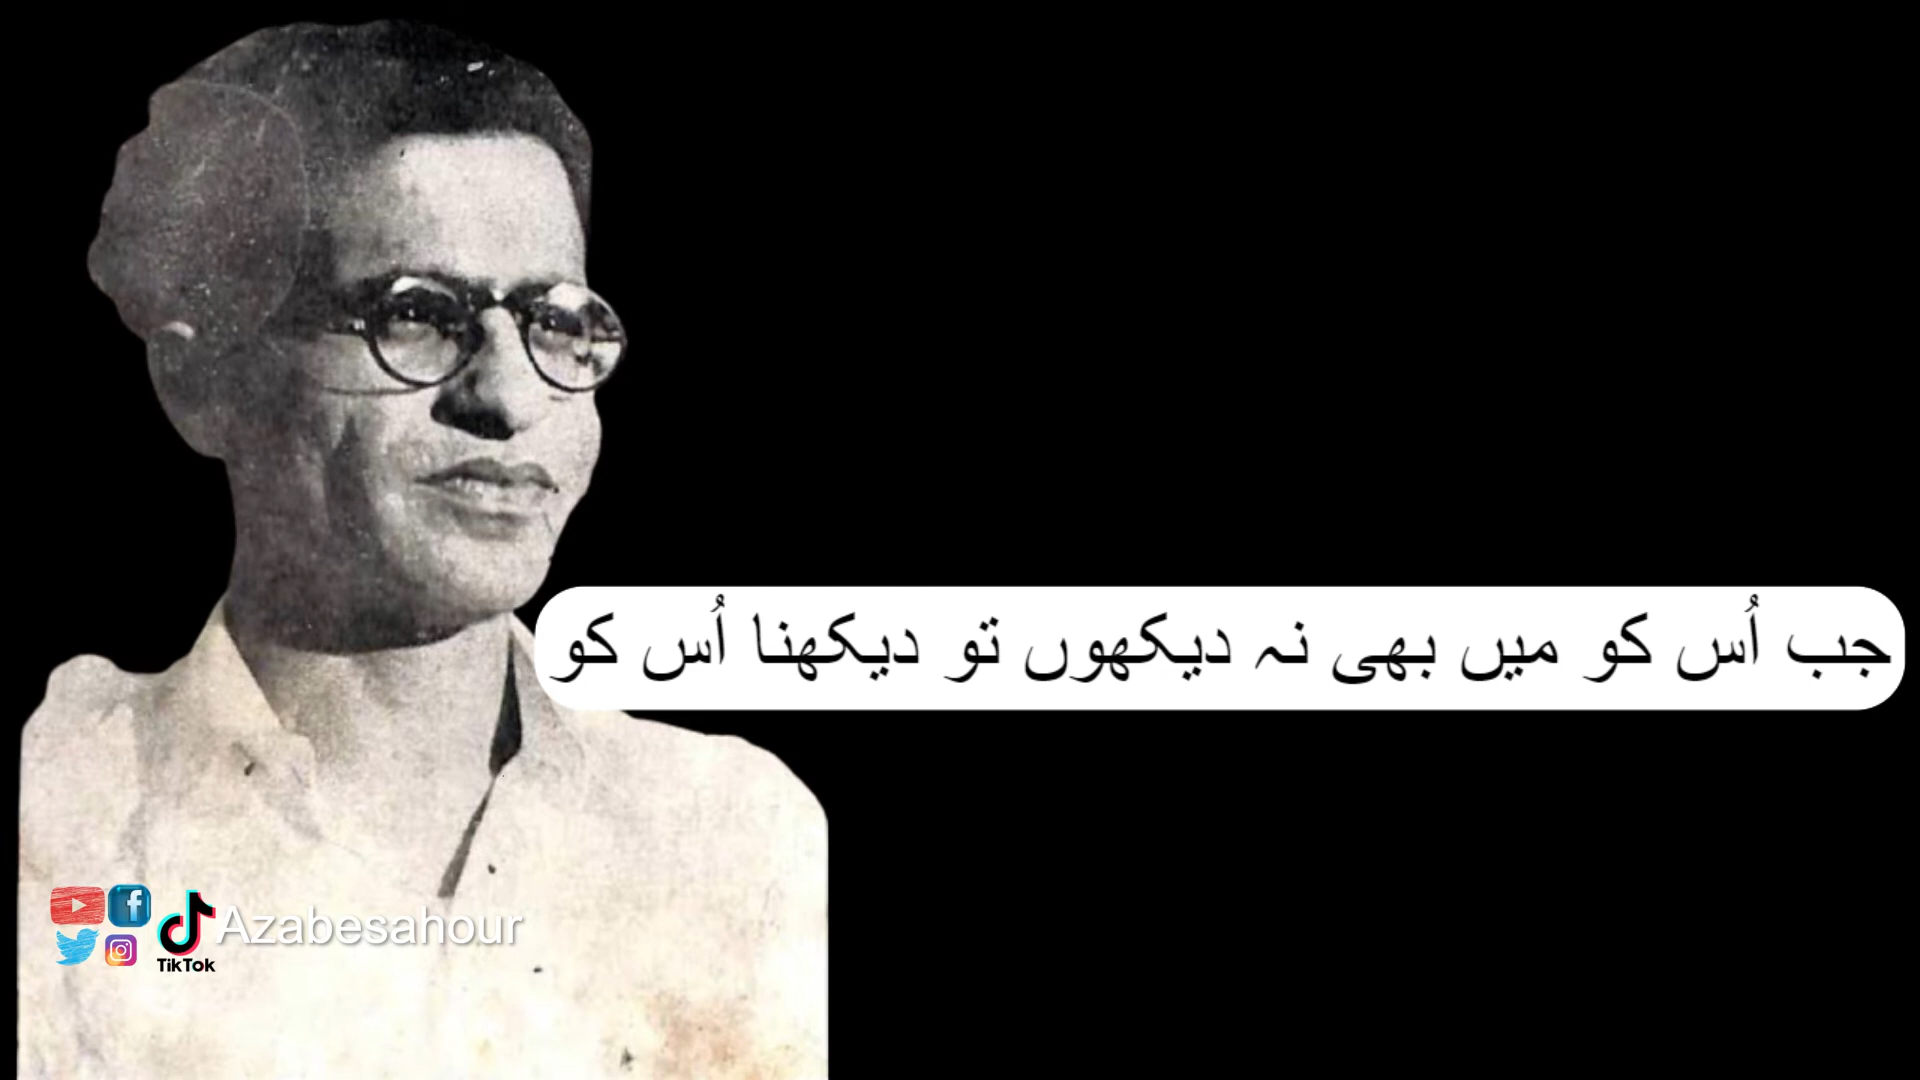 جب اُس کو میں بھی نہ دیکھوں تو دیکھنا اُس کو
Azabesahour
TikTok